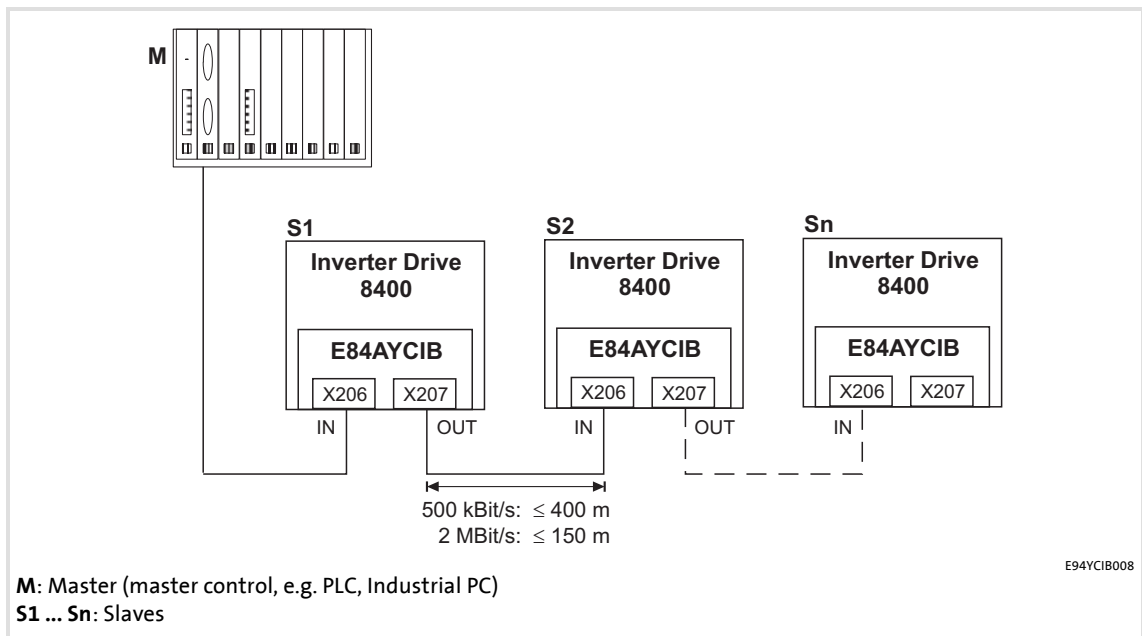 M
S1
Inverter Drive
8400
E84AYCIB
X206 X207
IN OUT
S2
Inverter Drive
8400
E84AYCIB
X206 X207
IN OUT
Sn
Inverter Drive
8400
E84AYCIB
X206 X207
IN
500 kBit/s: ≤ 400 m
2 MBit/s: ≤ 150 m
E94YCIB008
M: Master (master control, e.g. PLC, Industrial PC)
S1 ... Sn: Slaves